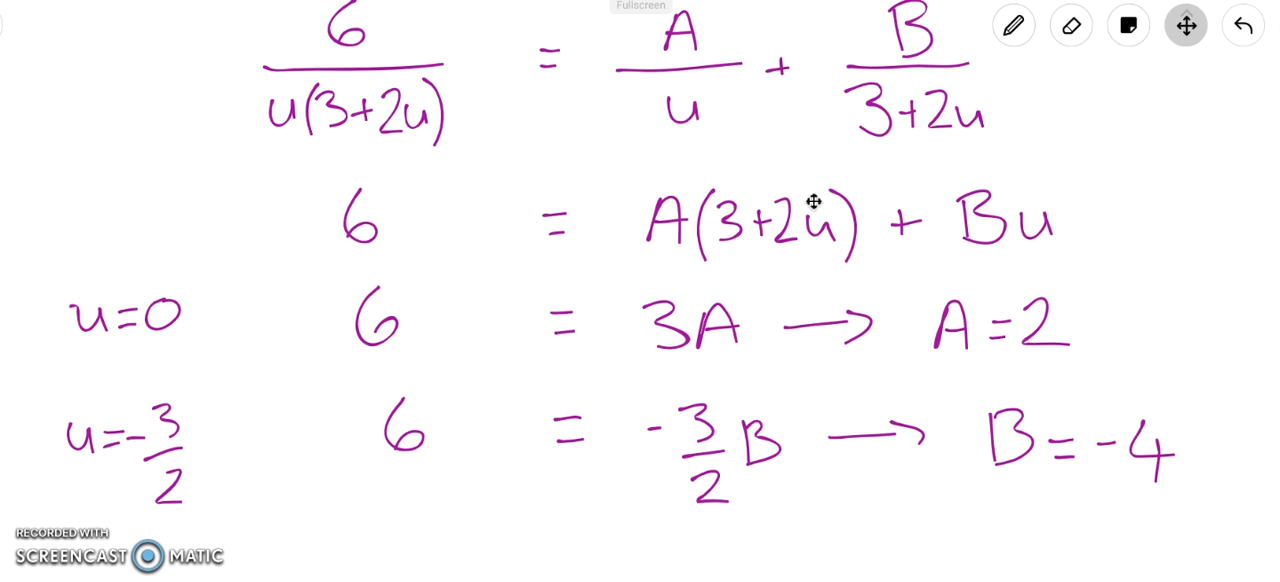 Fullscreen
6/(u(3+2u)) = A/u + B/(3+2u)
6 = A(3+2u) + Bu
u=0 6 = 3A → A=2
u=-3/2 6 = -3/2 B → B=-4
RECORDED WITH
SCREENCAST MATIC